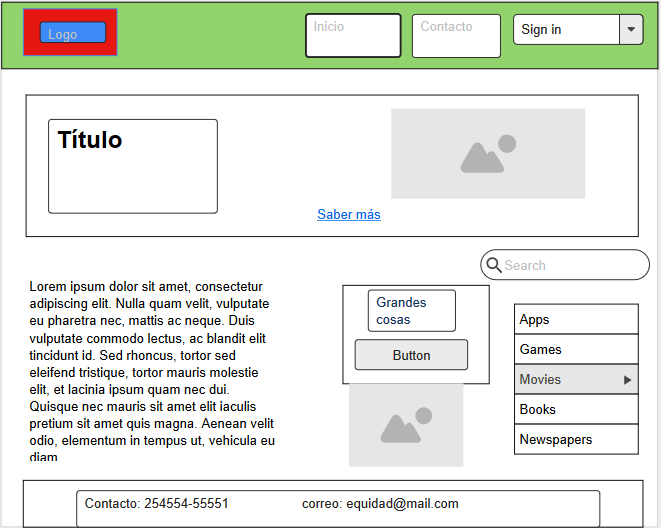 Logo
Inicio
Contacto
Sign in
Título
Saber más
Search
Lorem ipsum dolor sit amet, consectetur
adipiscing elit. Nulla quam velit, vulputate
eu pharetra nec, mattis ac neque. Duis
vulputate commodo lectus, ac blandit elit
tincidunt id. Sed rhoncus, tortor sed
eleifend tristique, tortor mauris molestie
elit, et lacinia ipsum quam nec dui.
Quisque nec mauris sit amet elit iaculis
pretium sit amet quis magna. Aenean velit
odio, elementum in tempus ut, vehicula eu
diam
Grandes
cosas
Button
Apps
Games
Movies
Books
Newspapers
Contacto: 254554-55551
correo: equidad@mail.com